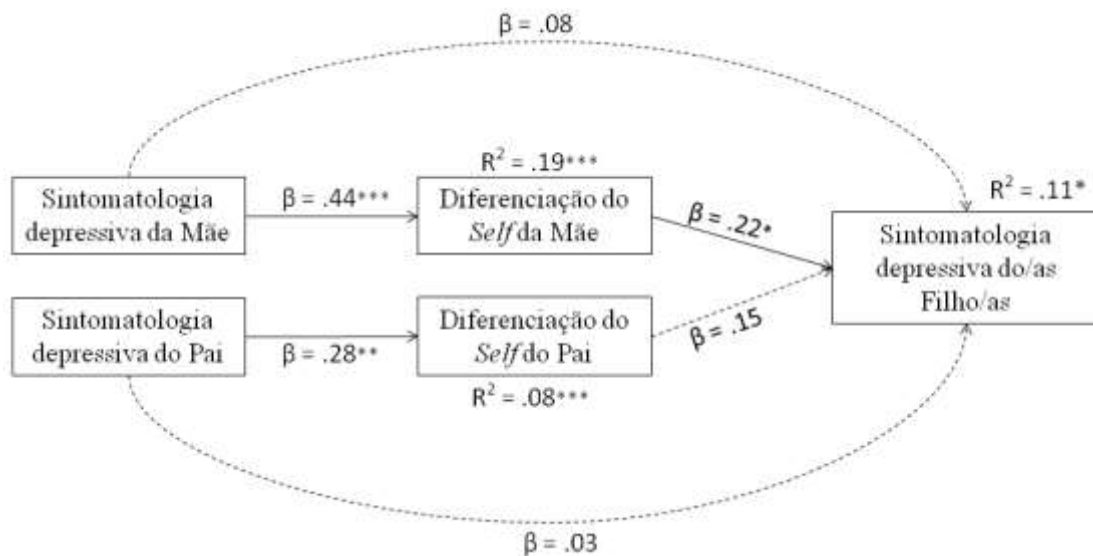 β = .08
R² = .19***
R² = .11*
Sintomatologia
depressiva da Mãe
β = .44***
Diferenciação do
Self da Mãe
β = .22*
Sintomatologia
depressiva do/as
Filho/as
Sintomatologia
depressiva do Pai
β = .28**
Diferenciação do
Self do Pai
β = .15
R² = .08***
β = .03